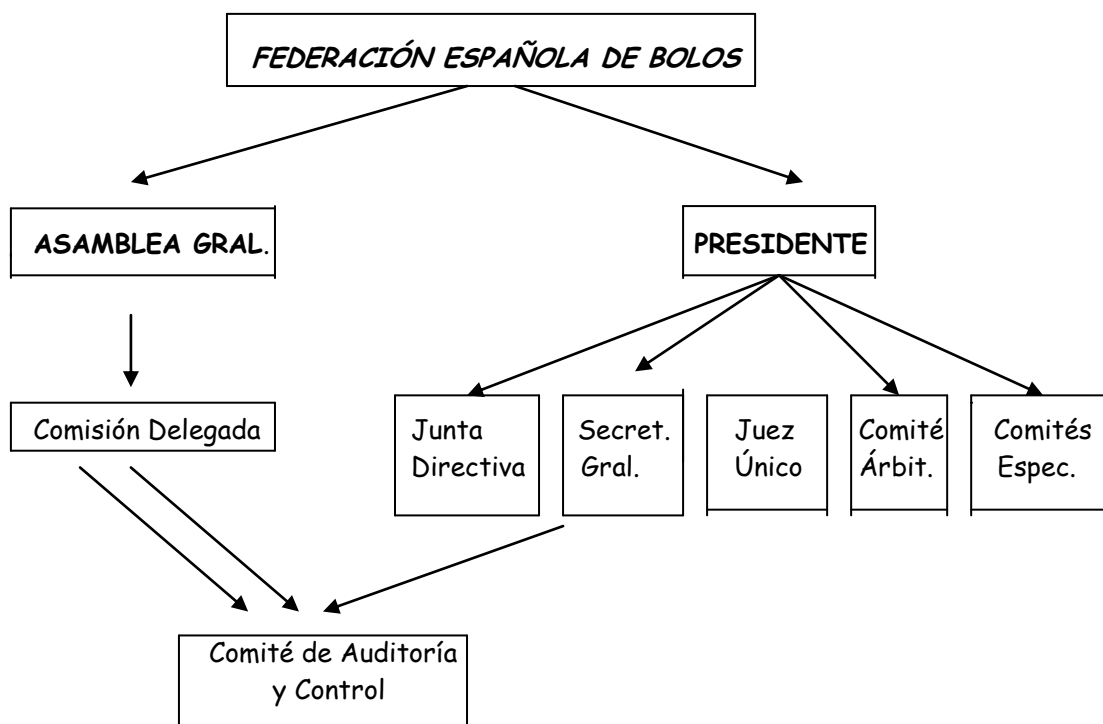 FEDERACIÓN ESPAÑOLA DE BOLOS
ASAMBLEA GRAL.
PRESIDENTE
Comisión Delegada
Junta
Directiva
Secret.
Gral.
Juez
Único
Comité
Árbit.
Comités
Espec.
Comité de Auditoría
y Control